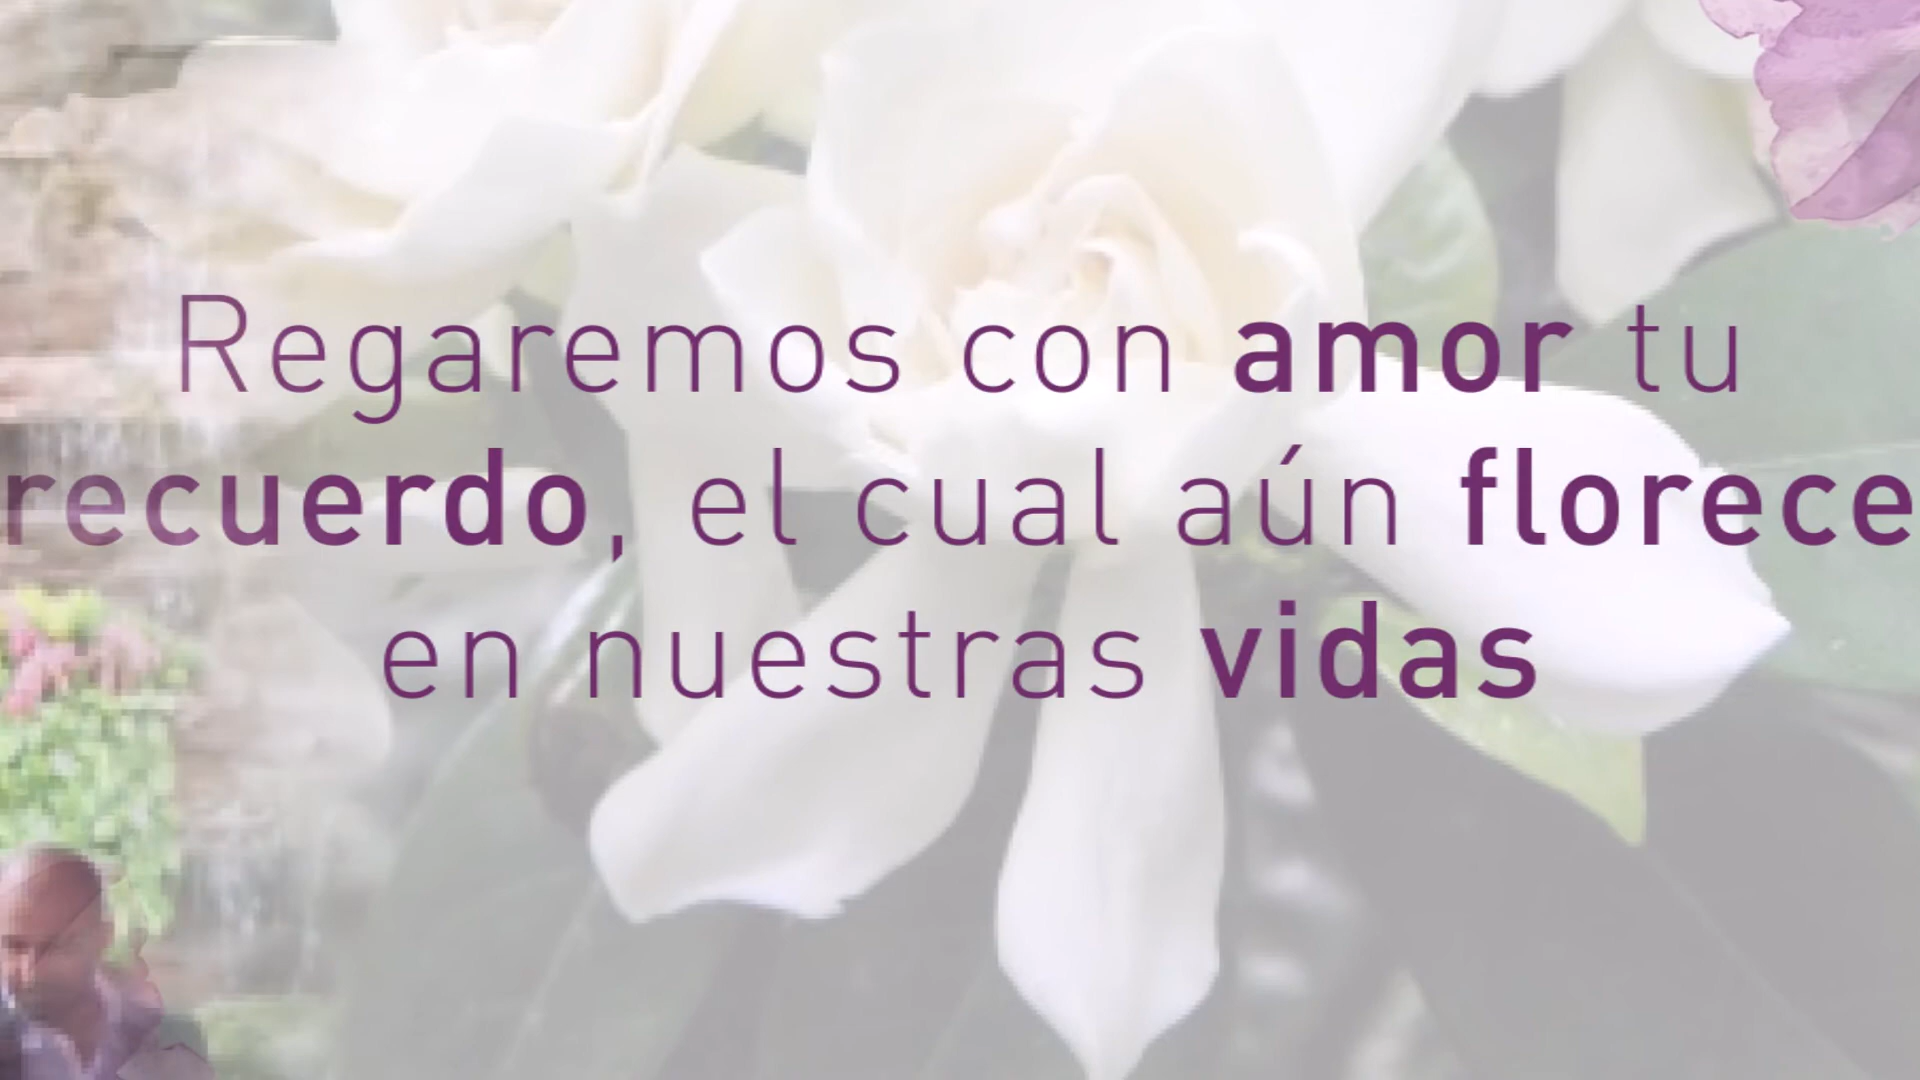 Regaremos con amor tu
recuerdo, el cual aún florece
en nuestras vidas